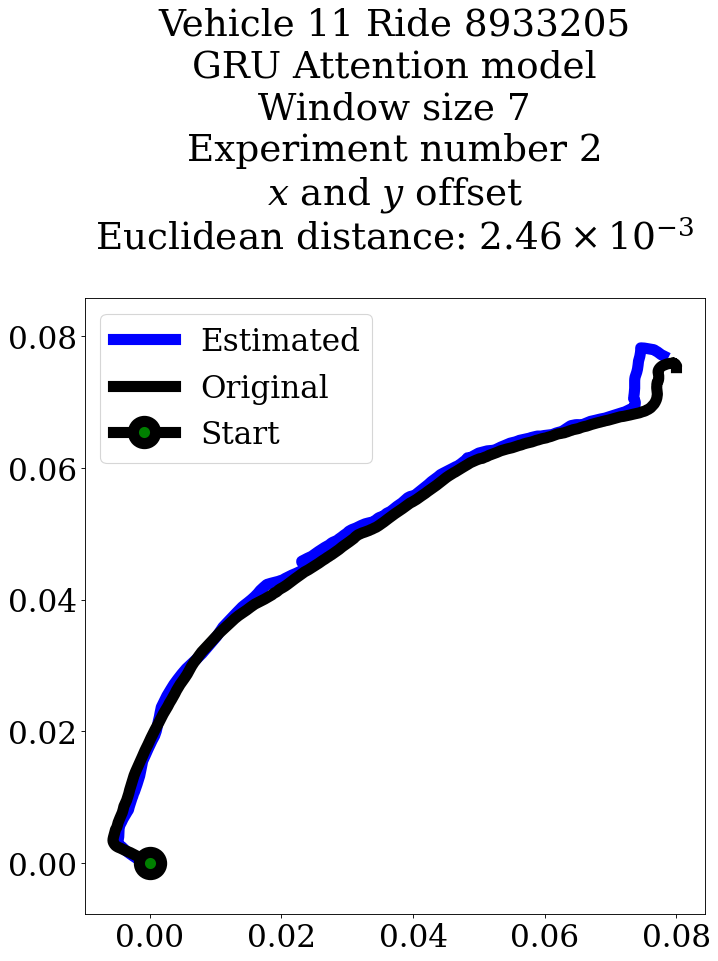 Vehicle 11 Ride 8933205
GRU Attention model
Window size 7
Experiment number 2
x and y offset
Euclidean distance: 2.46 × 10⁻³
Estimated
Original
Start
0.08
0.06
0.04
0.02
0.00
0.00 0.02 0.04 0.06 0.08